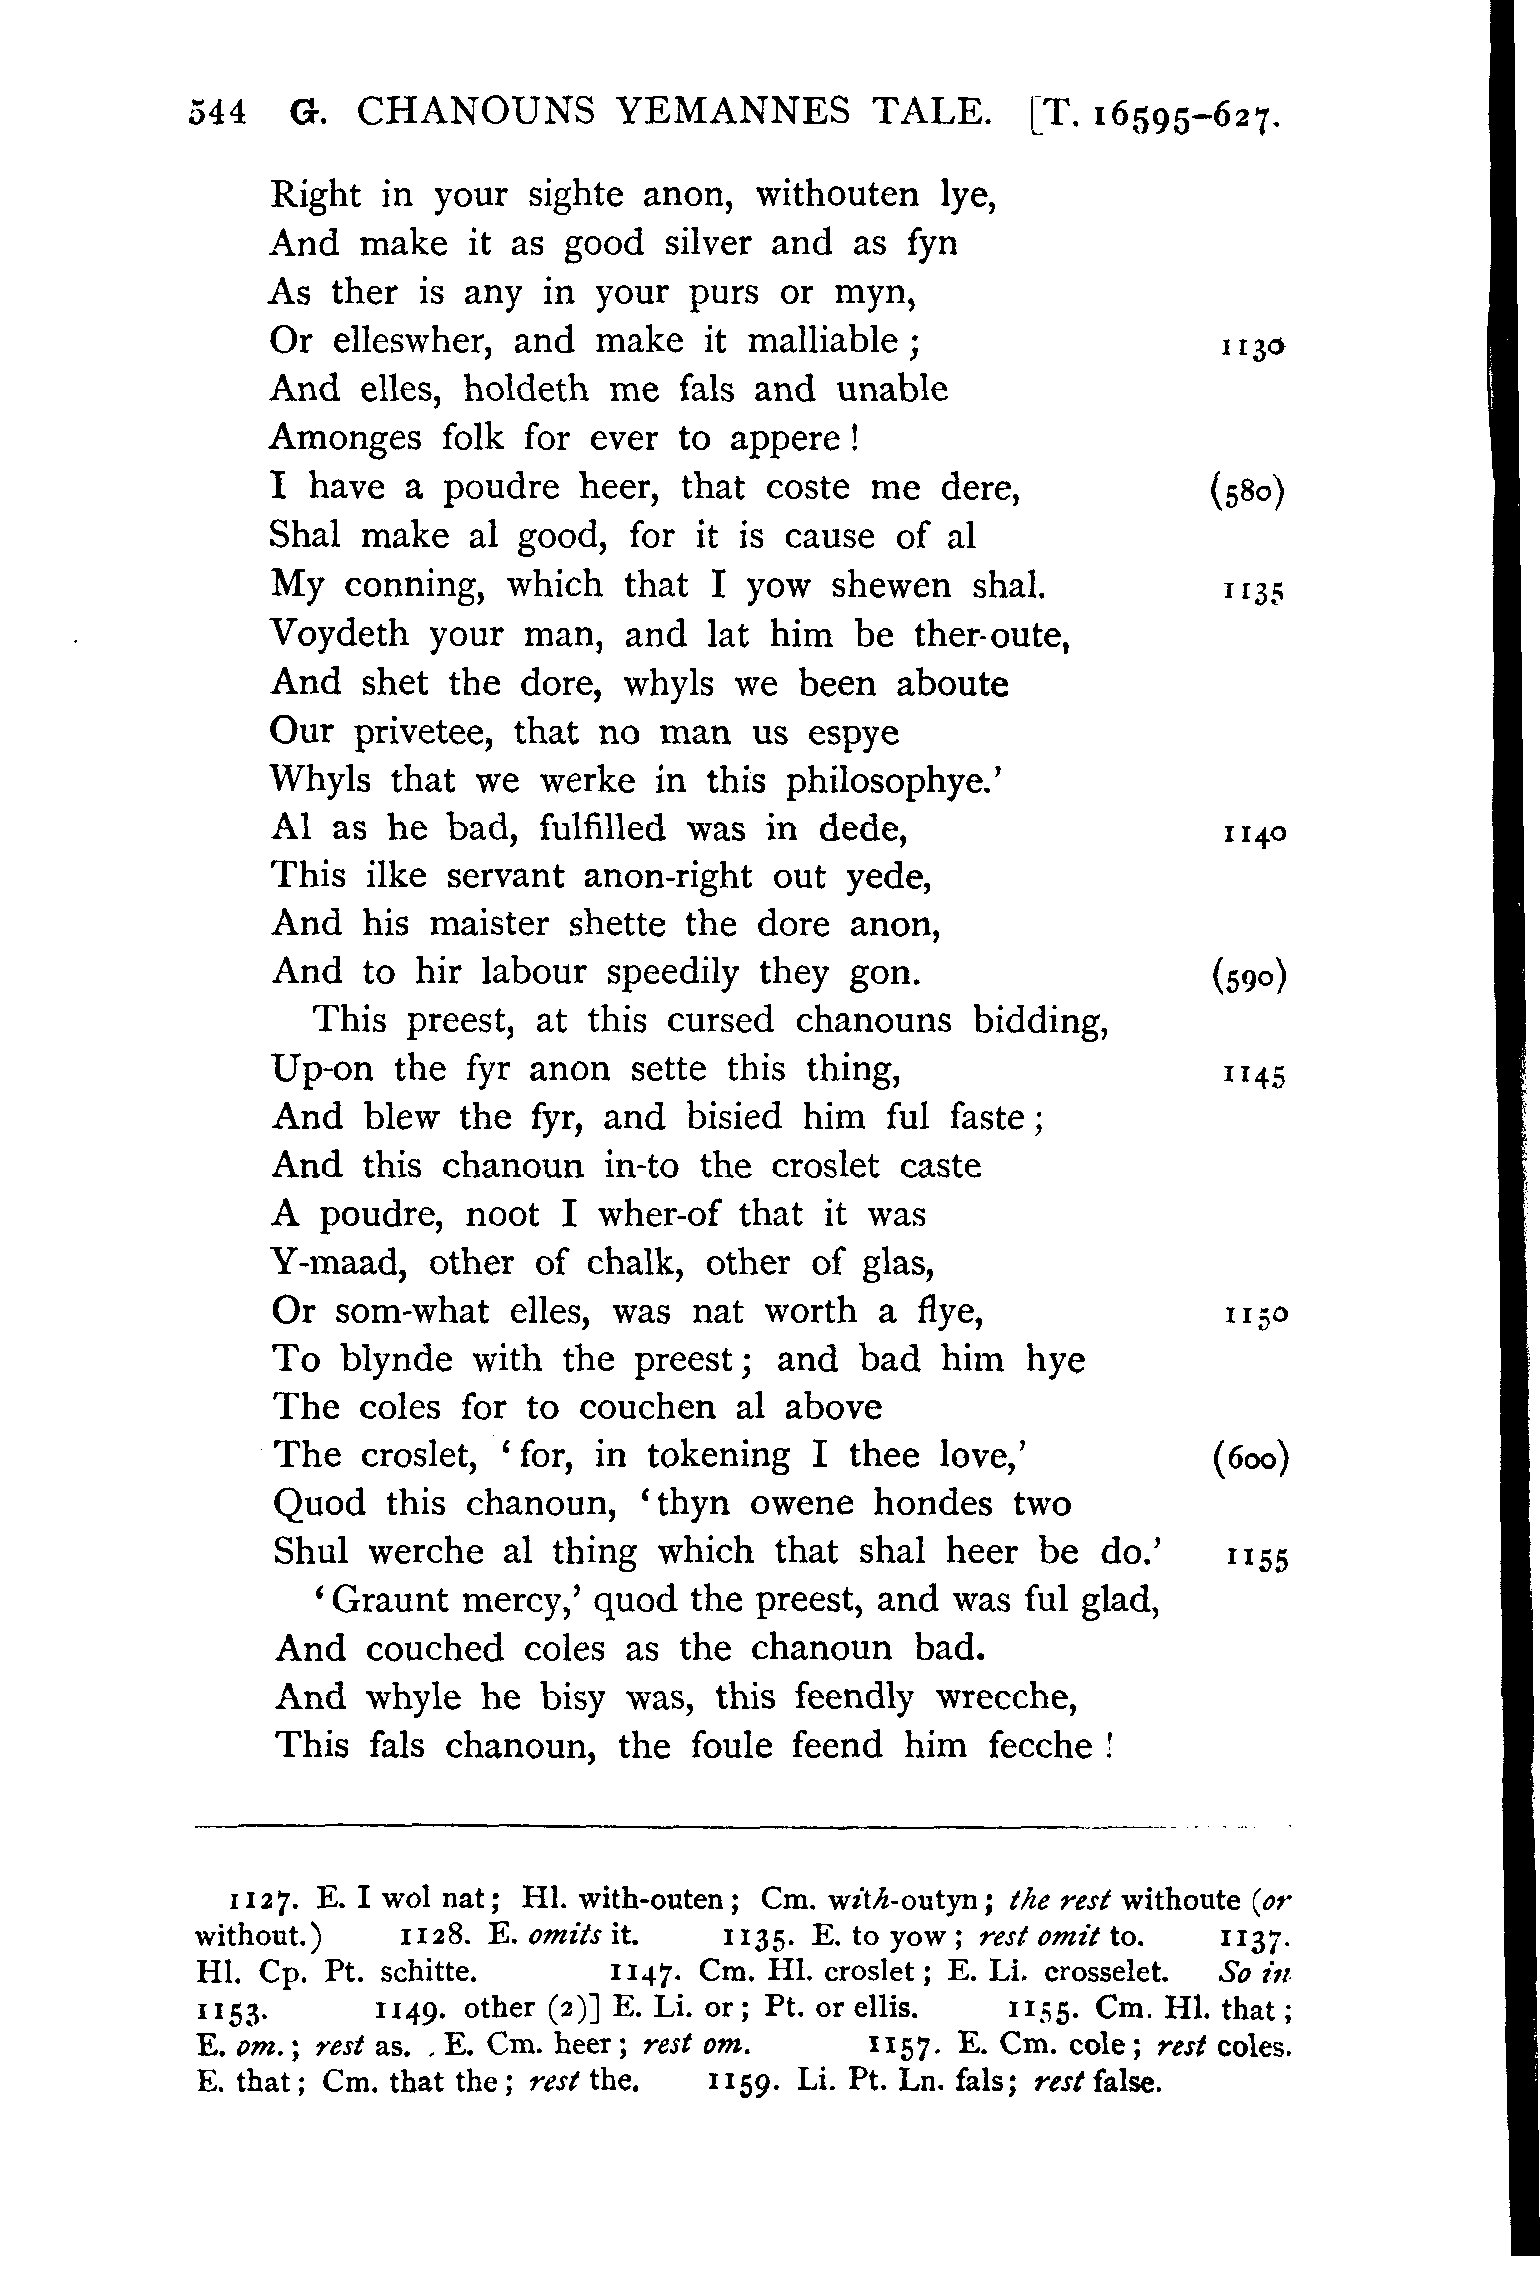 544 G. CHANOUNS YEMANNES TALE. [T. 16595-627.
Right in your sighte anon, withouten lye,
And make it as good silver and as fyn
As ther is any in your purs or myn,
Or elleswher, and make it malliable ; 1130
And elles, holdeth me fals and unable
Amonges folk for ever to appere !
I have a poudre heer, that coste me dere, (580)
Shal make al good, for it is cause of al
My conning, which that I yow shewen shal. 1135
Voydeth your man, and lat him be ther-oute,
And shet the dore, whyls we been aboute
Our privetee, that no man us espye
Whyls that we werke in this philosophye.’
Al as he bad, fulfilled was in dede, 1140
This ilke servant anon-right out yede,
And his maister shette the dore anon,
And to hir labour speedily they gon. (590)
This preest, at this cursed chanouns bidding,
Up-on the fyr anon sette this thing, 1145
And blew the fyr, and bisied him ful faste ;
And this chanoun in-to the croslet caste
A poudre, noot I wher-of that it was
Y-maad, other of chalk, other of glas,
Or som-what elles, was nat worth a flye, 1150
To blynde with the preest ; and bad him hye
The coles for to couchen al above
The croslet, ‘for, in tokening I thee love,’ (600)
Quod this chanoun, ‘thyn owene hondes two
Shul werche al thing which that shal heer be do.’ 1155
‘Graunt mercy,’ quod the preest, and was ful glad,
And couched coles as the chanoun bad.
And whyle he bisy was, this feendly wrecche,
This fals chanoun, the foule feend him fecche !
1127. E. I wol nat ; Hl. with-outen ; Cm. with-outyn ; the rest withoute (or
without.) 1128. E. omits it. 1135. E. to yow ; rest omit to. 1137.
Hl. Cp. Pt. schitte. 1147. Cm. Hl. croslet ; E. Li. crosselet. So in
1153. 1149. other (2)] E. Li. or ; Pt. or ellis. 1155. Cm. Hl. that ;
E. om. ; rest as. E. Cm. heer ; rest om. 1157. E. Cm. cole ; rest coles.
E. that ; Cm. that the ; rest the. 1159. Li. Pt. Ln. fals ; rest false.